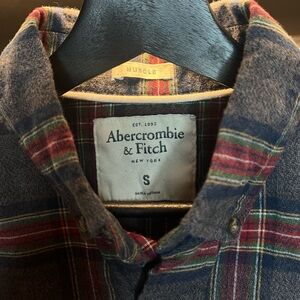 MUSCLE
EST. 1892
Abercrombie
& Fitch
NEW YORK
S